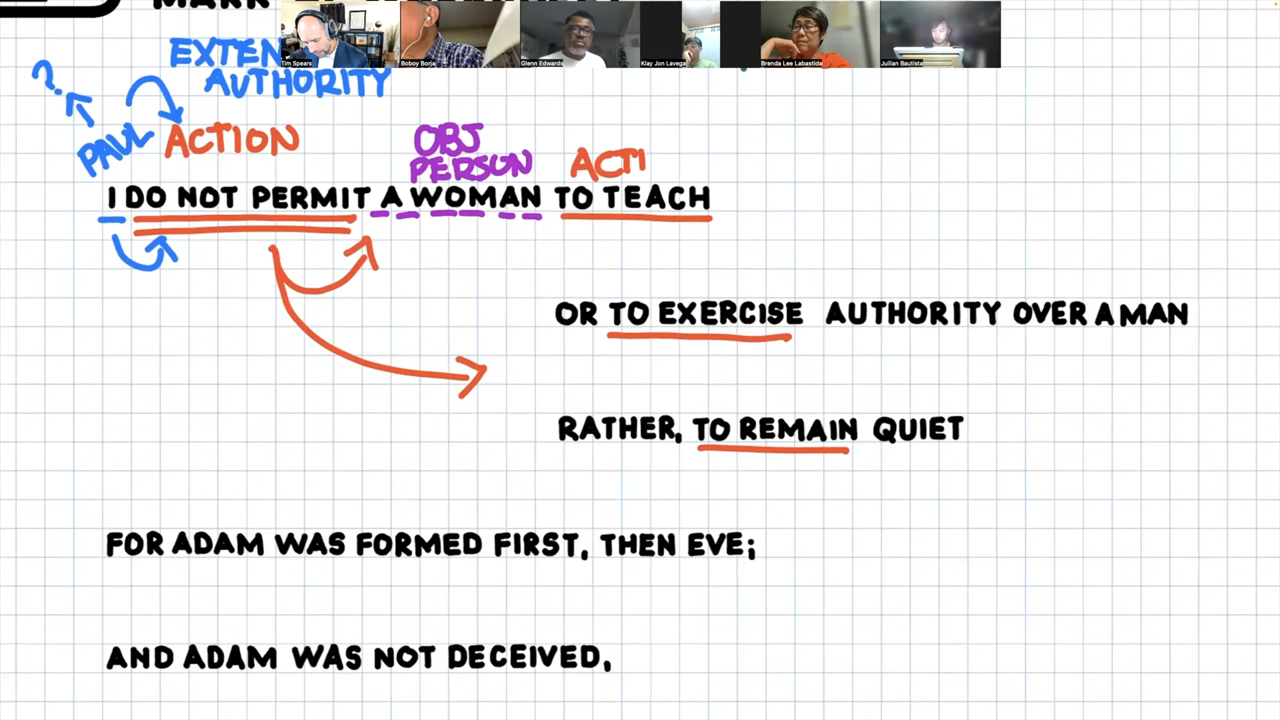 Tim Spears
Boboy Borja
Glenn Edwards
Klay Jon Lavega
Brenda Lee Labastida
Jullian Bautista
EXTEN
AUTHORITY
?
PAUL
ACTION
OBJ
PERSON
ACTI
I DO NOT PERMIT A WOMAN TO TEACH
OR TO EXERCISE AUTHORITY OVER A MAN
RATHER, TO REMAIN QUIET
FOR ADAM WAS FORMED FIRST, THEN EVE;
AND ADAM WAS NOT DECEIVED,